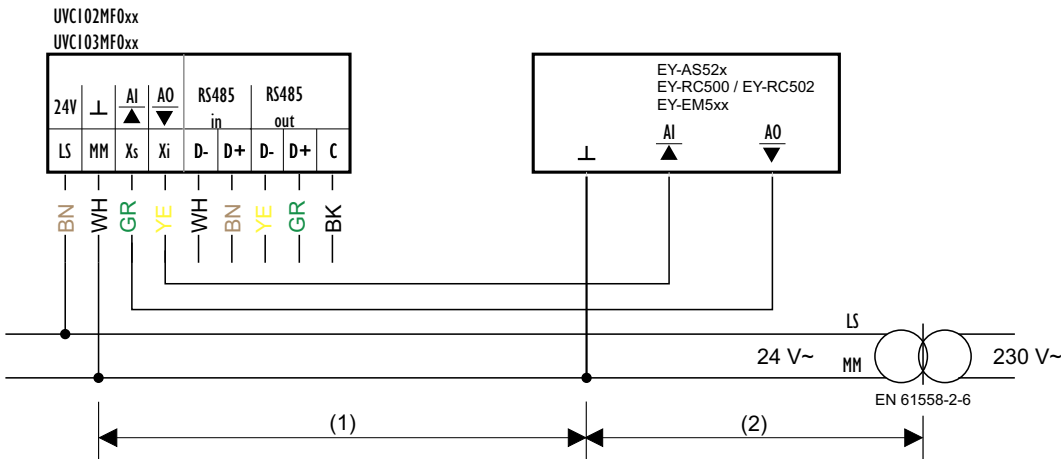 UVC102MF0xx
UVC103MF0xx
24V ⊥ AI AO RS485 in RS485 out
LS MM Xs Xi D- D+ D- D+ C
BN WH GR YE WH BN YE GR BK
EY-AS52x
EY-RC500 / EY-RC502
EY-EM5xx
⊥ AI AO
LS
24 V~ MM 230 V~
EN 61558-2-6
(1) (2)